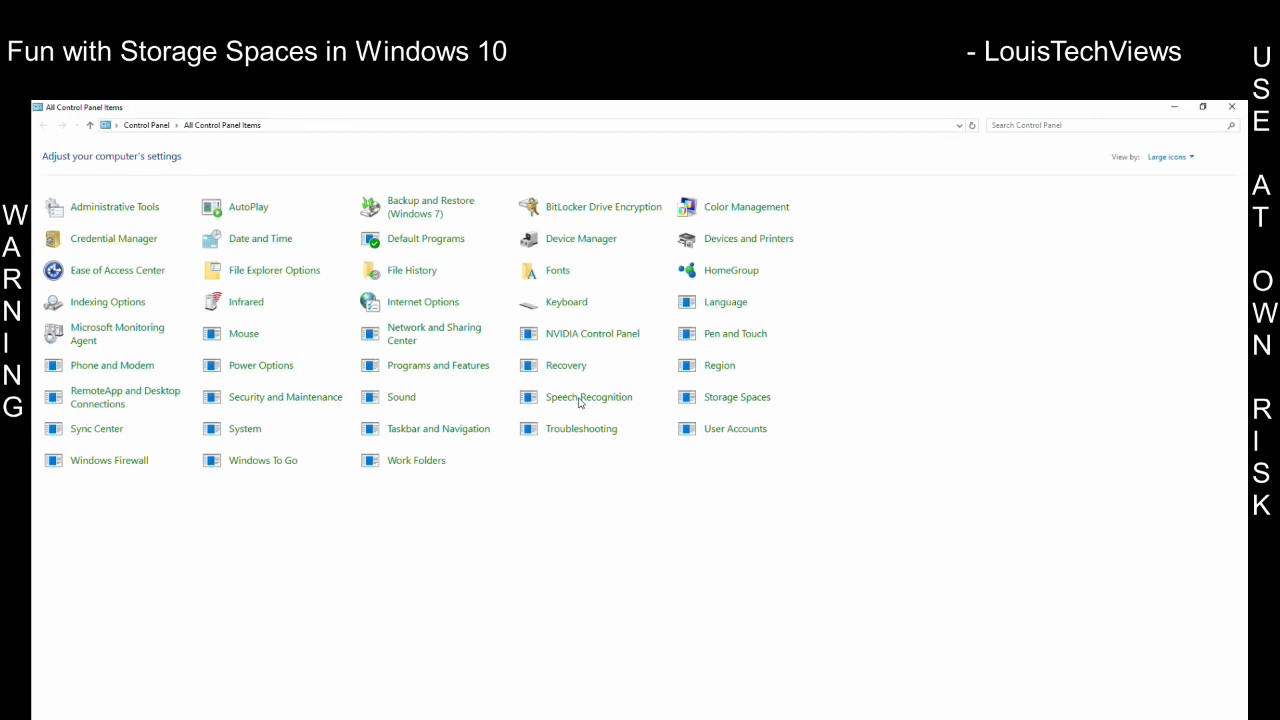 Fun with Storage Spaces in Windows 10
- LouisTechViews
WARNING
USE AT OWN RISK
All Control Panel Items
Control Panel › All Control Panel Items
Search Control Panel
Adjust your computer's settings
View by: Large icons
Administrative Tools
AutoPlay
Backup and Restore
(Windows 7)
BitLocker Drive Encryption
Color Management
Credential Manager
Date and Time
Default Programs
Device Manager
Devices and Printers
Ease of Access Center
File Explorer Options
File History
Fonts
HomeGroup
Indexing Options
Infrared
Internet Options
Keyboard
Language
Microsoft Monitoring
Agent
Mouse
Network and Sharing
Center
NVIDIA Control Panel
Pen and Touch
Phone and Modem
Power Options
Programs and Features
Recovery
Region
RemoteApp and Desktop
Connections
Security and Maintenance
Sound
Speech Recognition
Storage Spaces
Sync Center
System
Taskbar and Navigation
Troubleshooting
User Accounts
Windows Firewall
Windows To Go
Work Folders